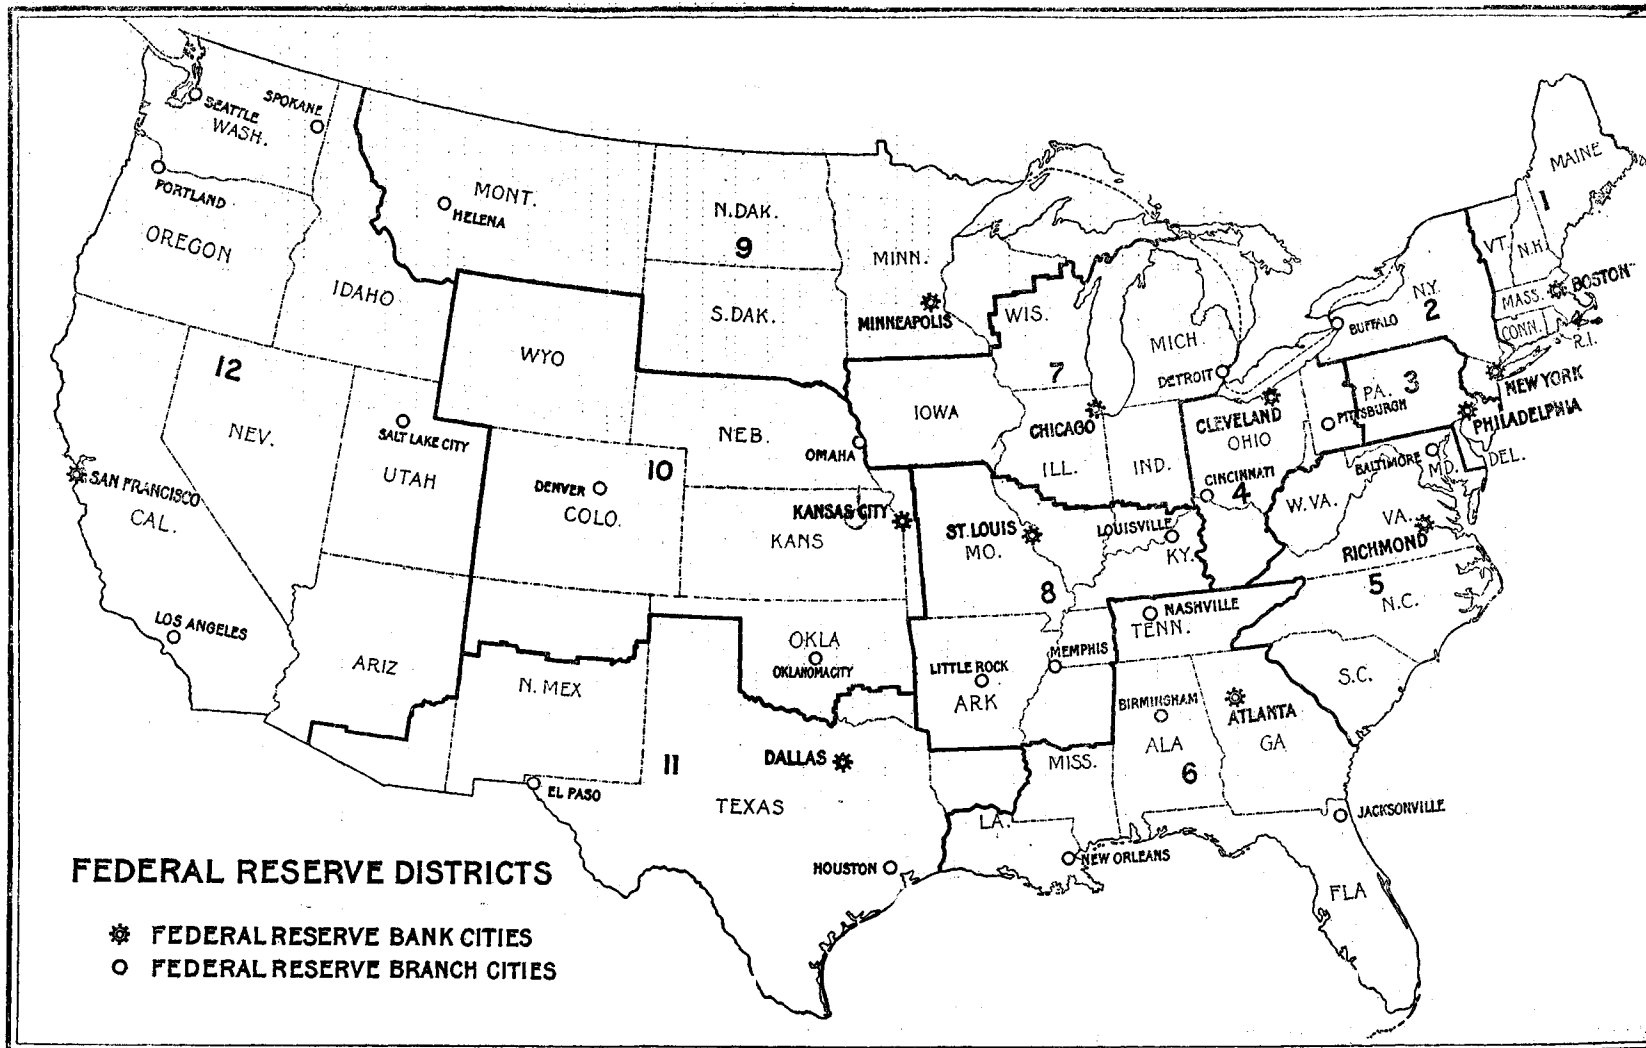 SEATTLE
SPOKANE
WASH.
PORTLAND
OREGON
IDAHO
MONT.
HELENA
N.DAK.
9
S.DAK.
MINN.
MINNEAPOLIS
WIS.
MICH.
DETROIT
7
MAINE
1
VT.
N.H.
MASS.
BOSTON
CONN.
R.I.
N.Y.
2
BUFFALO
NEW YORK
PA.
3
PITTSBURGH
PHILADELPHIA
CLEVELAND
OHIO
CINCINNATI
4
BALTIMORE
MD.
DEL.
W.VA.
VA.
RICHMOND
5
N.C.
S.C.
WYO
12
NEV.
SALT LAKE CITY
UTAH
SAN FRANCISCO
CAL.
LOS ANGELES
ARIZ
10
DENVER
COLO.
NEB.
OMAHA
IOWA
CHICAGO
ILL.
IND.
KANSAS CITY
KANS
ST. LOUIS
MO.
LOUISVILLE
KY.
8
OKLA
OKLAHOMA CITY
N. MEX
LITTLE ROCK
ARK
MEMPHIS
NASHVILLE
TENN.
BIRMINGHAM
ALA
6
ATLANTA
GA
MISS.
11
DALLAS
TEXAS
EL PASO
HOUSTON
LA.
NEW ORLEANS
JACKSONVILLE
FLA
FEDERAL RESERVE DISTRICTS
FEDERAL RESERVE BANK CITIES
FEDERAL RESERVE BRANCH CITIES